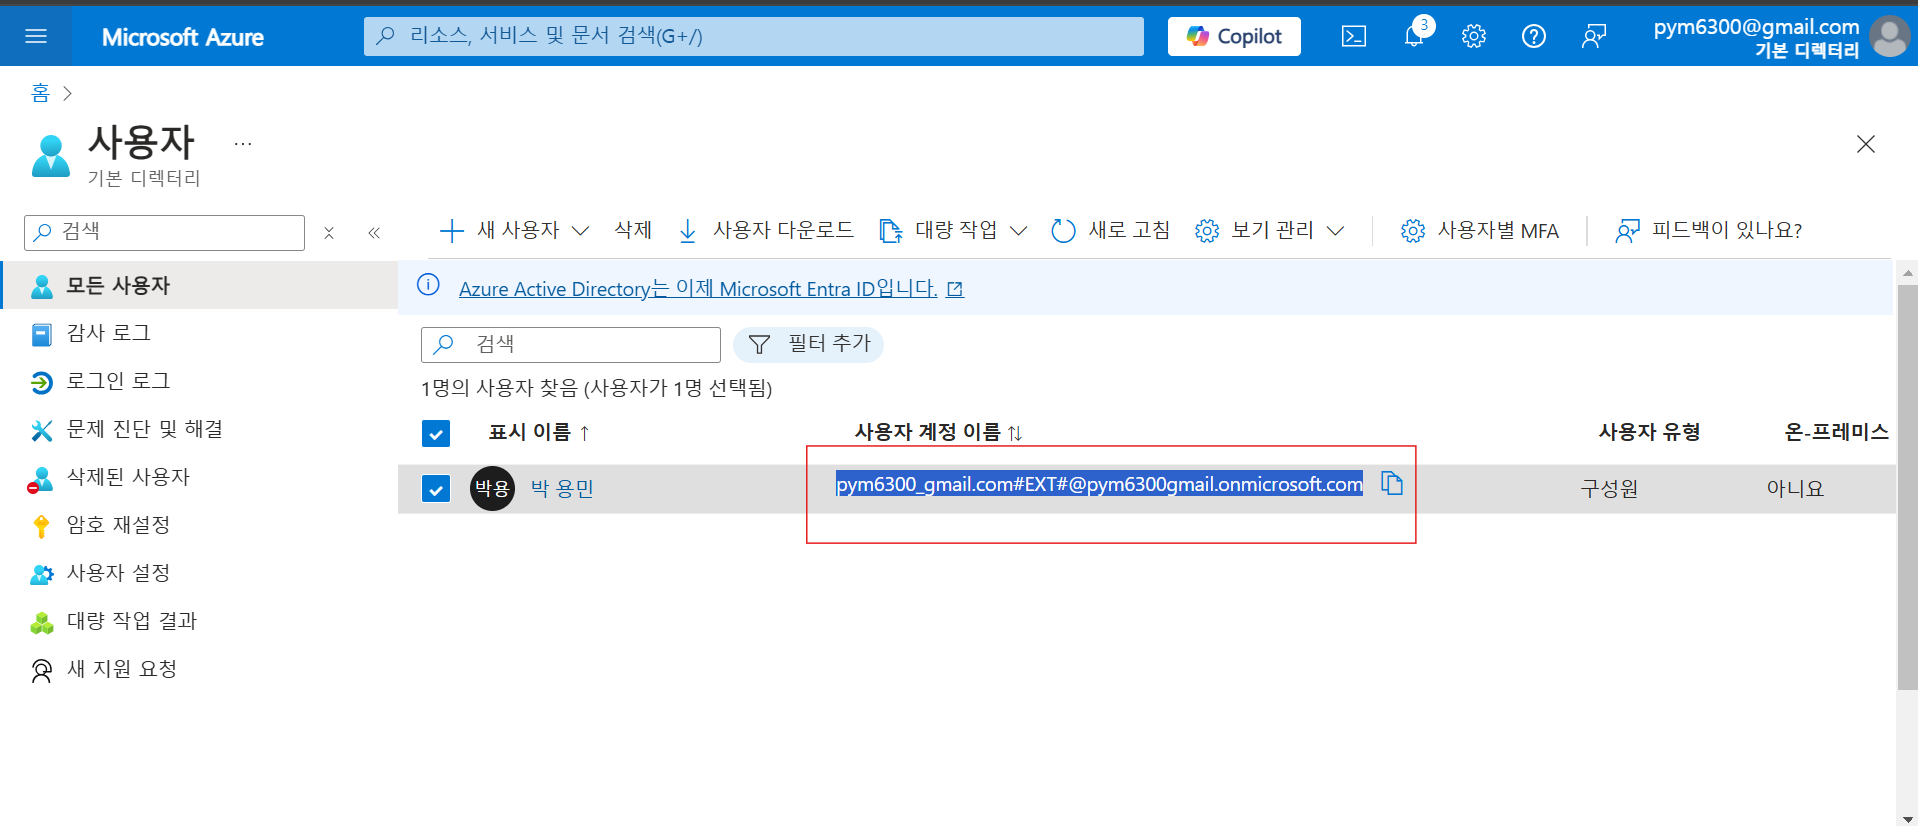 Microsoft Azure
리소스, 서비스 및 문서 검색(G+/)
Copilot
3
pym6300@gmail.com
기본 디렉터리
홈
사용자
기본 디렉터리
검색
새 사용자
삭제
사용자 다운로드
대량 작업
새로 고침
보기 관리
사용자별 MFA
피드백이 있나요?
모든 사용자
감사 로그
로그인 로그
문제 진단 및 해결
삭제된 사용자
암호 재설정
사용자 설정
대량 작업 결과
새 지원 요청
Azure Active Directory는 이제 Microsoft Entra ID입니다.
검색
필터 추가
1명의 사용자 찾음 (사용자가 1명 선택됨)
표시 이름 ↑
사용자 계정 이름 ↑↓
사용자 유형
온-프레미스
박용
박 용민
pym6300_gmail.com#EXT#@pym6300gmail.onmicrosoft.com
구성원
아니요